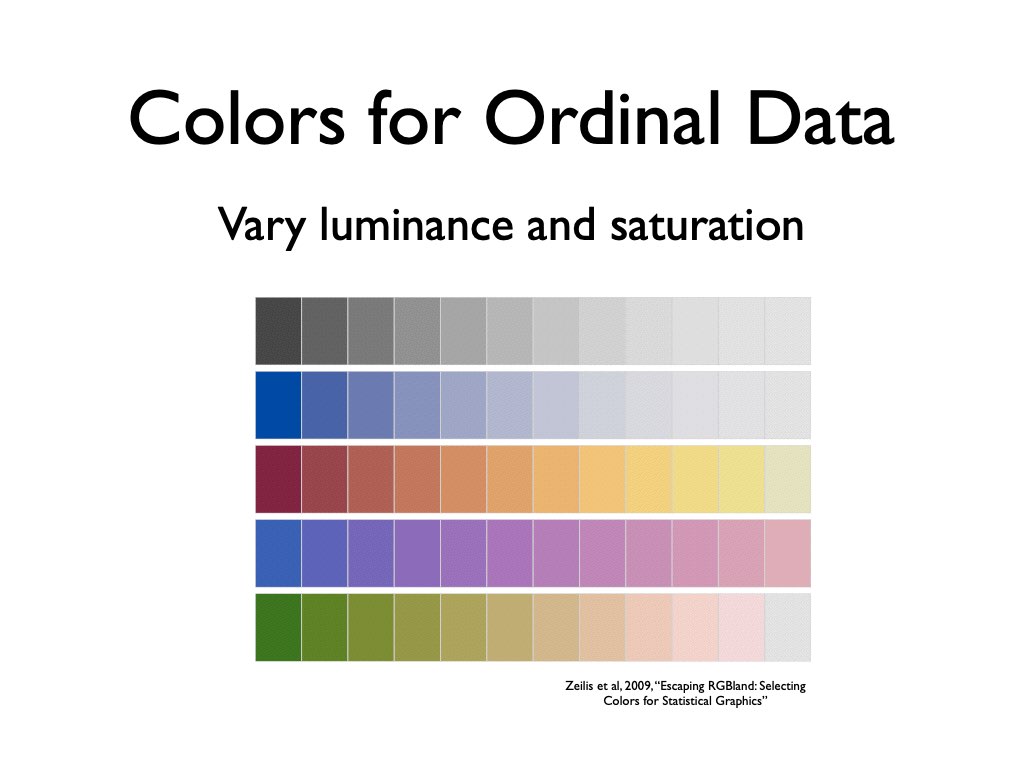 Colors for Ordinal Data
Vary luminance and saturation
Zeilis et al, 2009, “Escaping RGBland: Selecting
Colors for Statistical Graphics”